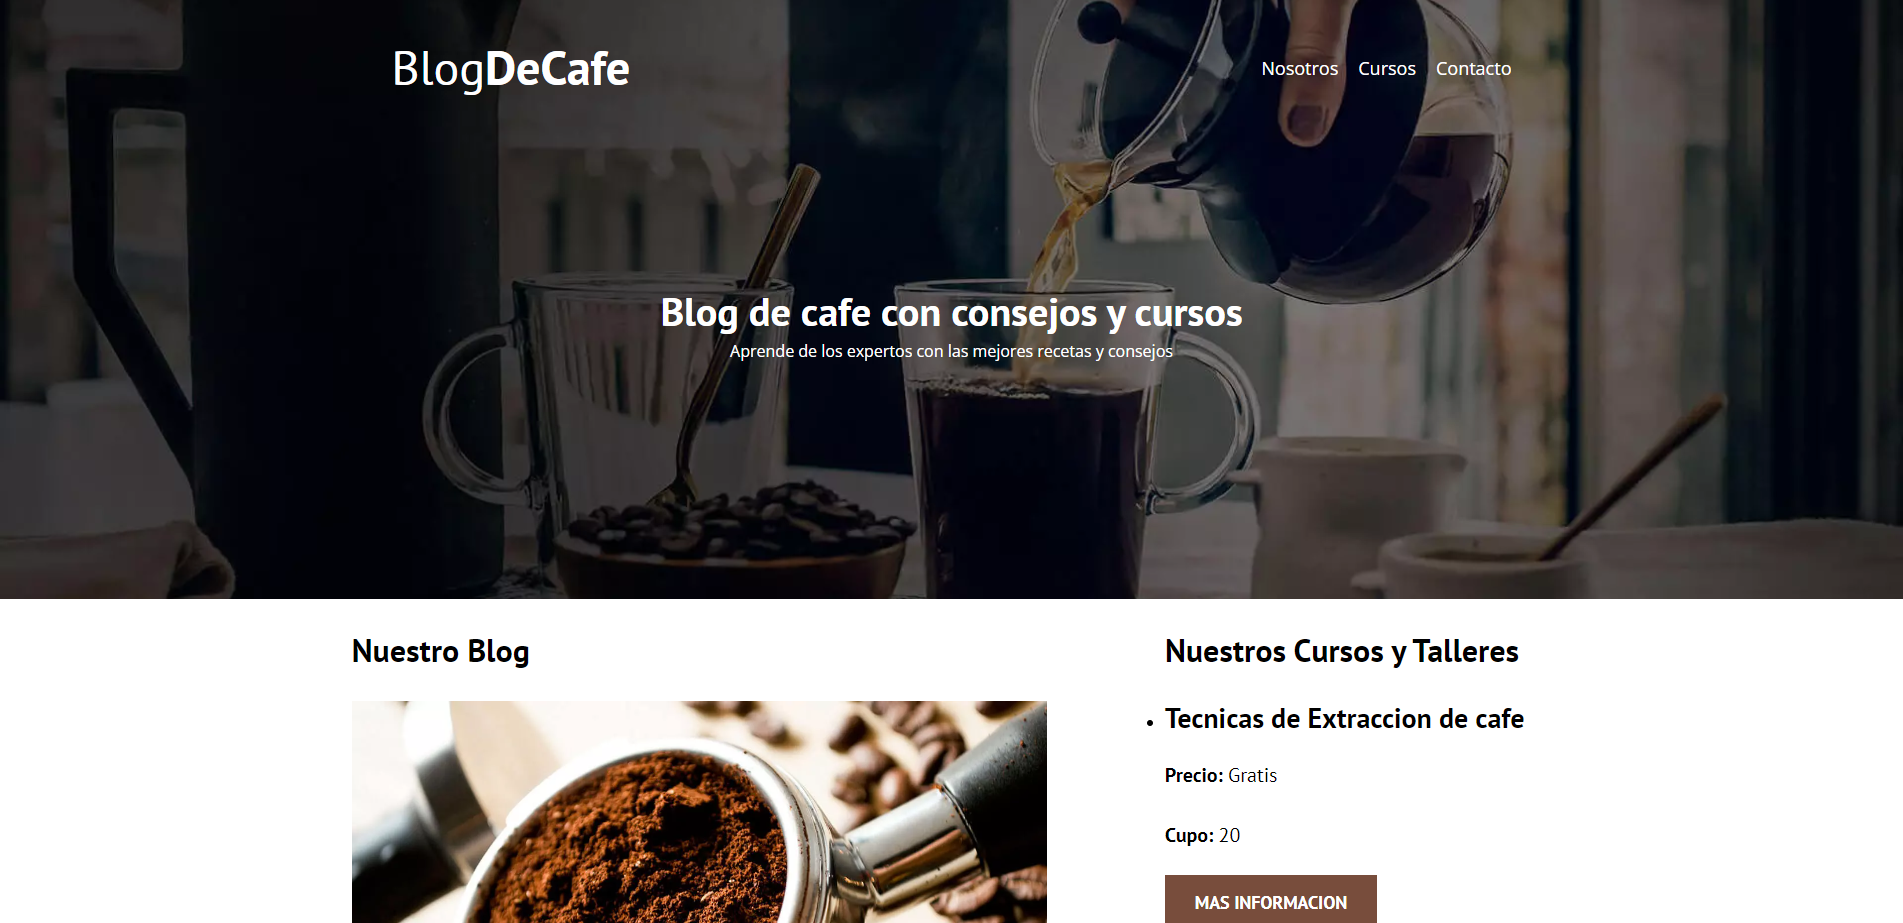 BlogDeCafe
Nosotros Cursos Contacto
Blog de cafe con consejos y cursos
Aprende de los expertos con las mejores recetas y consejos
Nuestro Blog
Nuestros Cursos y Talleres
Tecnicas de Extraccion de cafe
Precio: Gratis
Cupo: 20
MAS INFORMACION